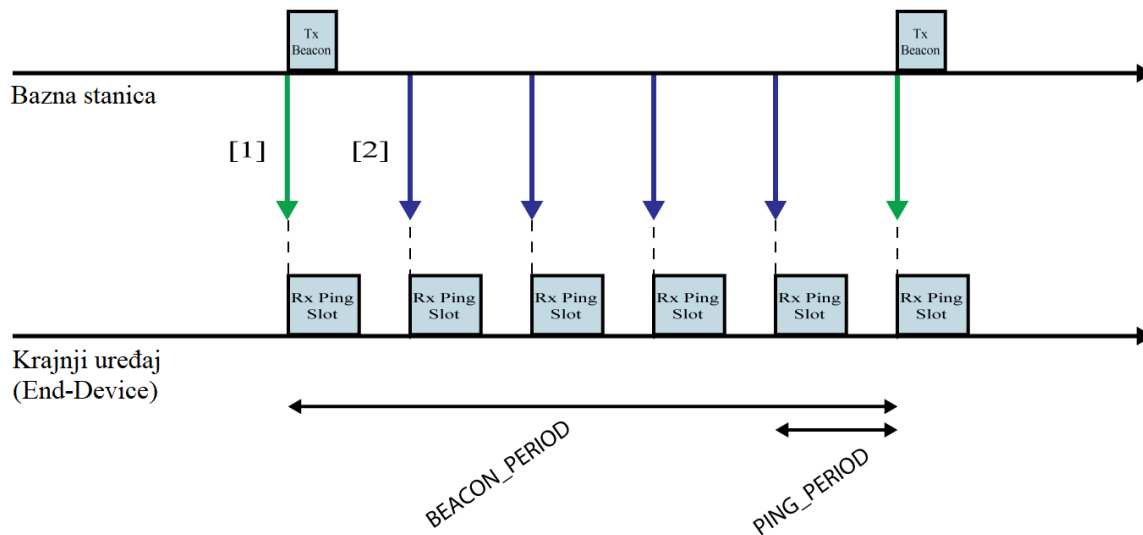 Tx
Beacon
Tx
Beacon
Bazna stanica
[1]
[2]
Rx Ping
Slot
Rx Ping
Slot
Rx Ping
Slot
Rx Ping
Slot
Rx Ping
Slot
Rx Ping
Slot
Krajnji uređaj
(End-Device)
BEACON_PERIOD
PING_PERIOD